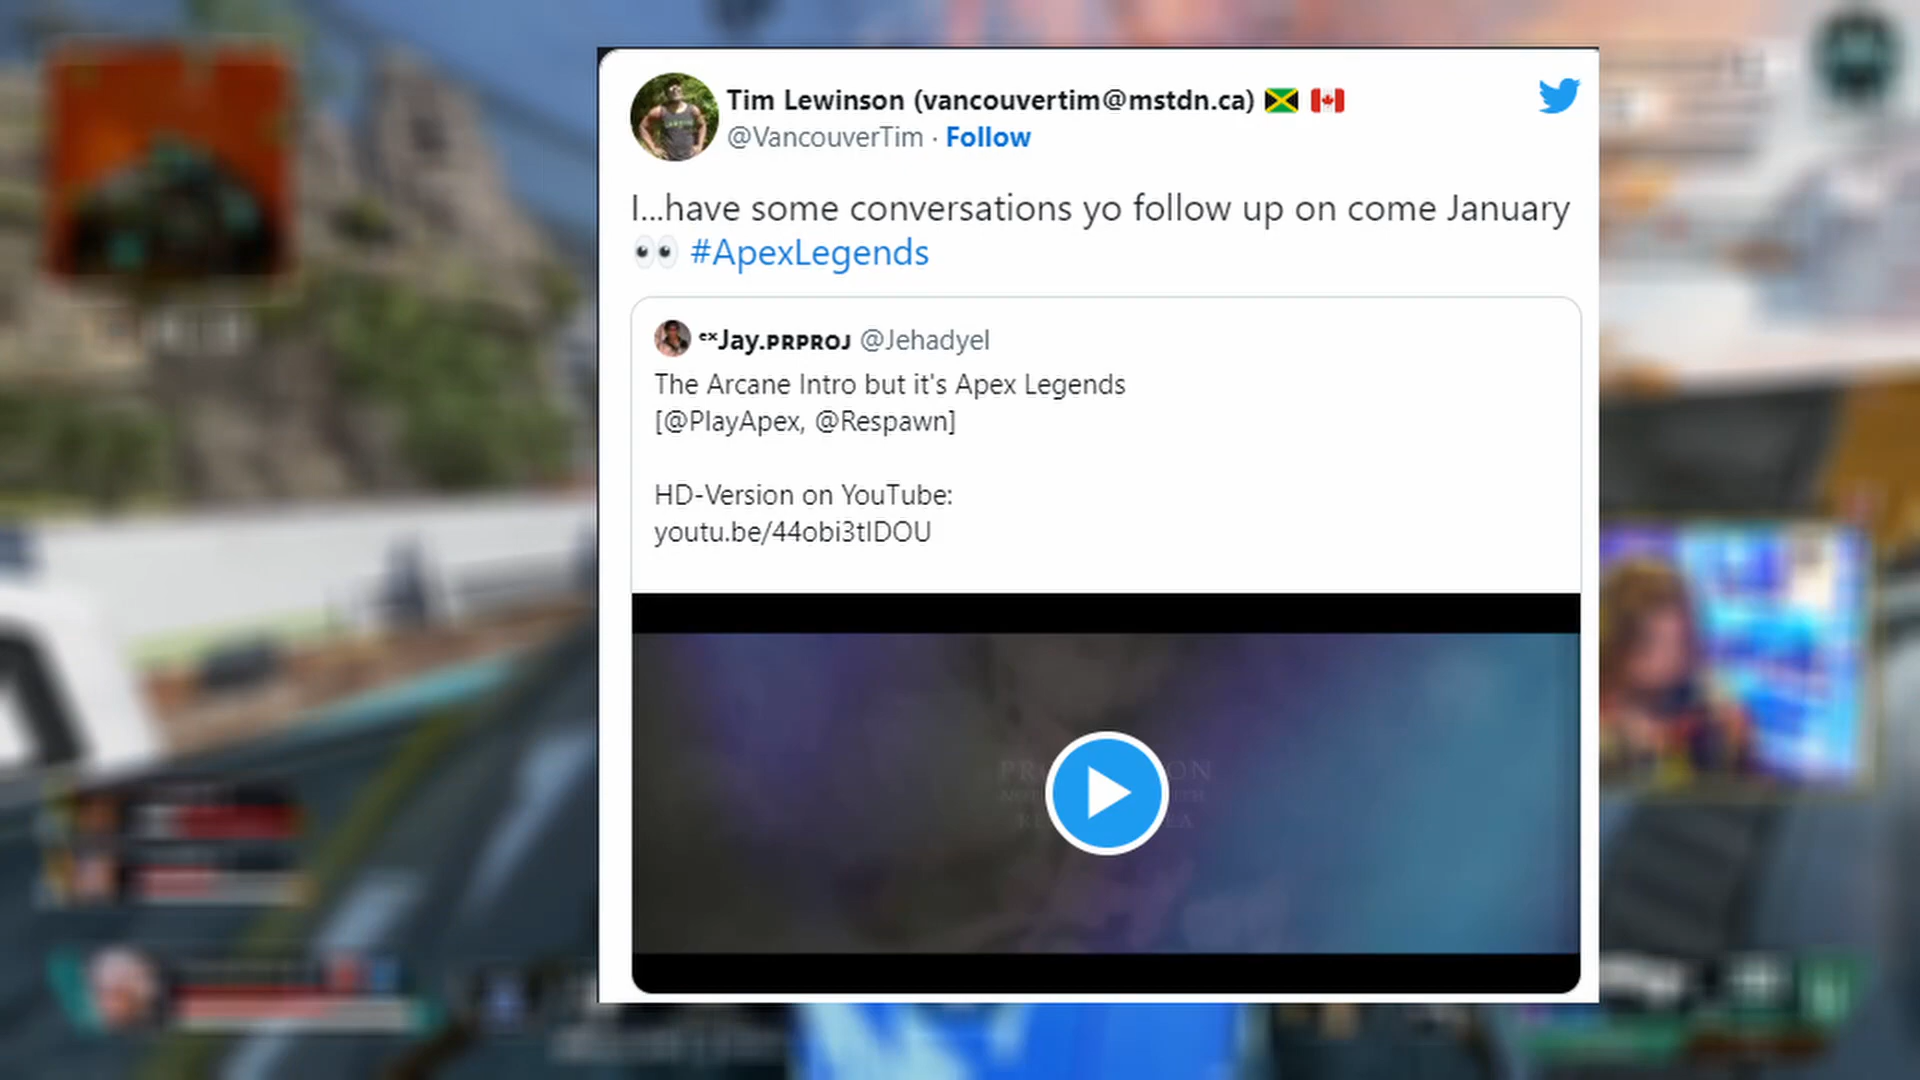 Tim Lewinson (vancouvertim@mstdn.ca) 🇯🇲 🇨🇦
@VancouverTim · Follow
I...have some conversations yo follow up on come January
👀 #ApexLegends
ᵉˣJay.ᴘʀᴘʀᴏᴊ @Jehadyel
The Arcane Intro but it's Apex Legends
[@PlayApex, @Respawn]
HD-Version on YouTube:
youtu.be/44obi3tIDOU